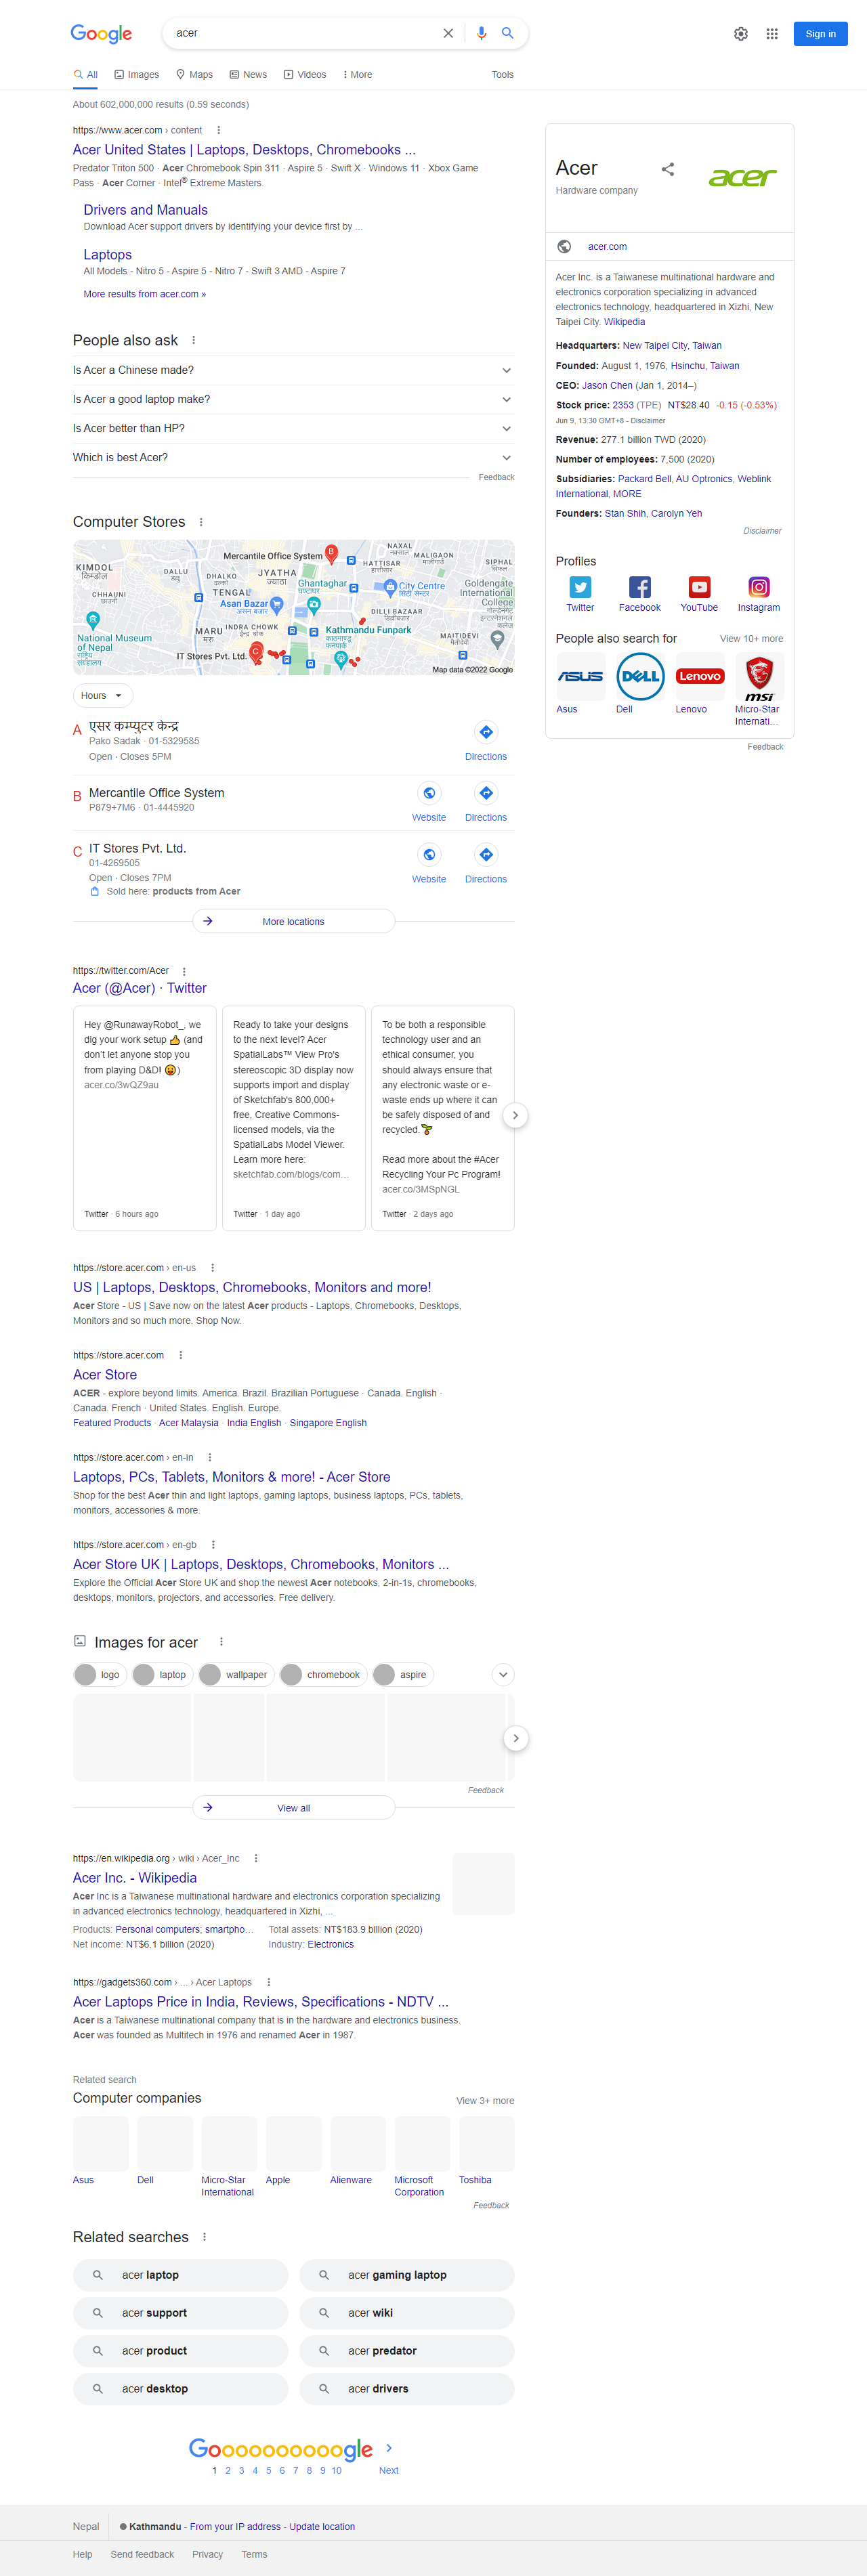 Google
acer
Sign in
All
Images
Maps
News
Videos
More
Tools
About 602,000,000 results (0.59 seconds)
https://www.acer.com › content
Acer United States | Laptops, Desktops, Chromebooks ...
Predator Triton 500 · Acer Chromebook Spin 311 · Aspire 5 · Swift X · Windows 11 · Xbox Game
Pass · Acer Corner · Intel® Extreme Masters.
Drivers and Manuals
Download Acer support drivers by identifying your device first by ...
Laptops
All Models - Nitro 5 - Aspire 5 - Nitro 7 - Swift 3 AMD - Aspire 7
More results from acer.com »
People also ask
Is Acer a Chinese made?
Is Acer a good laptop make?
Is Acer better than HP?
Which is best Acer?
Feedback
Computer Stores
KIMDOL
किम्डोल
DALLU
डल्लु
CHHAUNI
छाउनी
DHALKO
ढल्को
TENGAL
तेंगल
Mercantile Office System
B
JYATHA
ज्याठा
NAXAL
नक्साल
HATTISAR
हात्तीसार
MALIGAON
मालीगाउँ
SIPHAL
सिफल
Ghantaghar
घण्टाघर
City Centre
सिटी सेन्टर
Goldengate
International
College
Asan Bazar
असन बजार
National Museum
of Nepal
MARU
मरु
INDRA CHOWK
इन्द्रा चोक
DILLI BAZAAR
डिल्लीबजार
Kathmandu Funpark
MAITIDEVI
मैतीदेवी
IT Stores Pvt. Ltd.
C
Map data ©2022 Google
Hours
A
एसर कम्प्युटर केन्द्र
Pako Sadak · 01-5329585
Open · Closes 5PM
Directions
B
Mercantile Office System
P879+7M6 · 01-4445920
Website
Directions
C
IT Stores Pvt. Ltd.
01-4269505
Open · Closes 7PM
Sold here: products from Acer
Website
Directions
More locations
https://twitter.com/Acer
Acer (@Acer) · Twitter
Hey @RunawayRobot_, we
dig your work setup 👍 (and
don't let anyone stop you
from playing D&D! 😛)
acer.co/3wQZ9au
Twitter · 6 hours ago
Ready to take your designs
to the next level? Acer
SpatialLabs™ View Pro's
stereoscopic 3D display now
supports import and display
of Sketchfab's 800,000+
free, Creative Commons-
licensed models, via the
SpatialLabs Model Viewer.
Learn more here:
sketchfab.com/blogs/com...
Twitter · 1 day ago
To be both a responsible
technology user and an
ethical consumer, you
should always ensure that
any electronic waste or e-
waste ends up where it can
be safely disposed of and
recycled.🌱
Read more about the #Acer
Recycling Your Pc Program!
acer.co/3MSpNGL
Twitter · 2 days ago
https://store.acer.com › en-us
US | Laptops, Desktops, Chromebooks, Monitors and more!
Acer Store - US | Save now on the latest Acer products - Laptops, Chromebooks, Desktops,
Monitors and so much more. Shop Now.
https://store.acer.com
Acer Store
ACER - explore beyond limits. America. Brazil. Brazilian Portuguese · Canada. English ·
Canada. French · United States. English. Europe.
Featured Products · Acer Malaysia · India English · Singapore English
https://store.acer.com › en-in
Laptops, PCs, Tablets, Monitors & more! - Acer Store
Shop for the best Acer thin and light laptops, gaming laptops, business laptops, PCs, tablets,
monitors, accessories & more.
https://store.acer.com › en-gb
Acer Store UK | Laptops, Desktops, Chromebooks, Monitors ...
Explore the Official Acer Store UK and shop the newest Acer notebooks, 2-in-1s, chromebooks,
desktops, monitors, projectors, and accessories. Free delivery.
Images for acer
logo
laptop
wallpaper
chromebook
aspire
Feedback
View all
https://en.wikipedia.org › wiki › Acer_Inc
Acer Inc. - Wikipedia
Acer Inc is a Taiwanese multinational hardware and electronics corporation specializing
in advanced electronics technology, headquartered in Xizhi, ...
Products: Personal computers; smartpho... Total assets: NT$183.9 billion (2020)
Net income: NT$6.1 billion (2020) Industry: Electronics
https://gadgets360.com › ... › Acer Laptops
Acer Laptops Price in India, Reviews, Specifications - NDTV ...
Acer is a Taiwanese multinational company that is in the hardware and electronics business.
Acer was founded as Multitech in 1976 and renamed Acer in 1987.
Related search
Computer companies
View 3+ more
Asus
Dell
Micro-Star
International
Apple
Alienware
Microsoft
Corporation
Toshiba
Feedback
Related searches
acer laptop
acer gaming laptop
acer support
acer wiki
acer product
acer predator
acer desktop
acer drivers
Goooooooooogle
1 2 3 4 5 6 7 8 9 10 Next
Acer
Hardware company
acer
acer.com
Acer Inc. is a Taiwanese multinational hardware and
electronics corporation specializing in advanced
electronics technology, headquartered in Xizhi, New
Taipei City. Wikipedia
Headquarters: New Taipei City, Taiwan
Founded: August 1, 1976, Hsinchu, Taiwan
CEO: Jason Chen (Jan 1, 2014–)
Stock price: 2353 (TPE) NT$28.40 -0.15 (-0.53%)
Jun 9, 13:30 GMT+8 - Disclaimer
Revenue: 277.1 billion TWD (2020)
Number of employees: 7,500 (2020)
Subsidiaries: Packard Bell, AU Optronics, Weblink
International, MORE
Founders: Stan Shih, Carolyn Yeh
Disclaimer
Profiles
Twitter
Facebook
YouTube
Instagram
People also search for
View 10+ more
ASUS
DELL
Lenovo
msi
Asus
Dell
Lenovo
Micro-Star
Internati...
Feedback
Nepal
Kathmandu - From your IP address - Update location
Help
Send feedback
Privacy
Terms